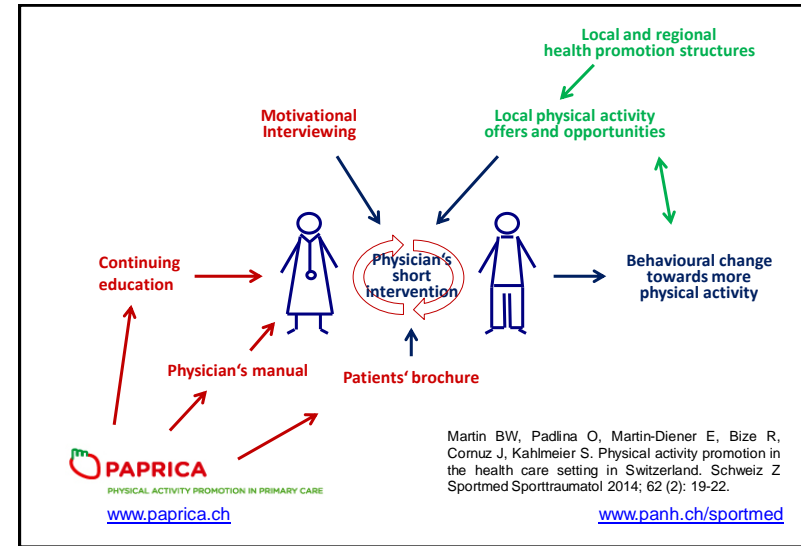 Local and regional
health promotion structures
Motivational
Interviewing
Local physical activity
offers and opportunities
Continuing
education
Physician's
short
intervention
Behavioural change
towards more
physical activity
Physician‘s manual
Patients‘ brochure
PAPRICA
PHYSICAL ACTIVITY PROMOTION IN PRIMARY CARE
www.paprica.ch
Martin BW, Padlina O, Martin-Diener E, Bize R,
Cornuz J, Kahlmeier S. Physical activity promotion in
the health care setting in Switzerland. Schweiz Z
Sportmed Sporttraumatol 2014; 62 (2): 19-22.
www.panh.ch/sportmed